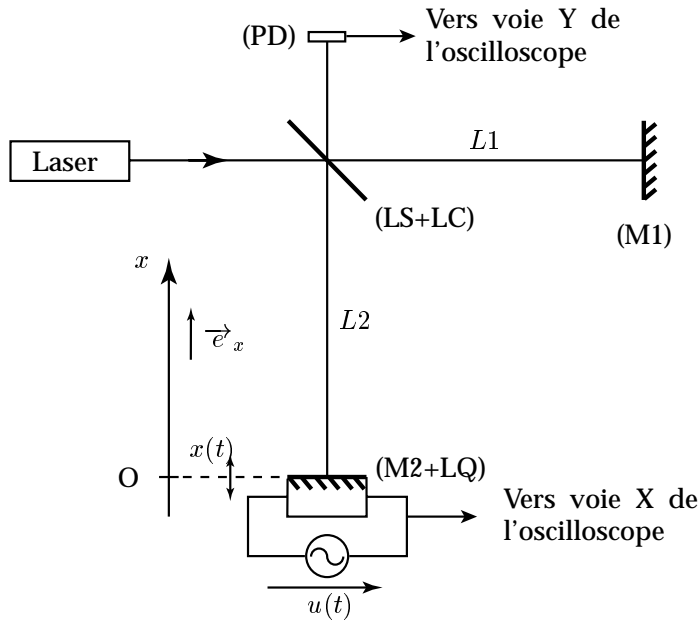 (PD)
Vers voie Y de
l'oscilloscope
Laser
L1
(LS+LC)
(M1)
x
e x
L2
x(t)
O
(M2+LQ)
Vers voie X de
l'oscilloscope
u(t)